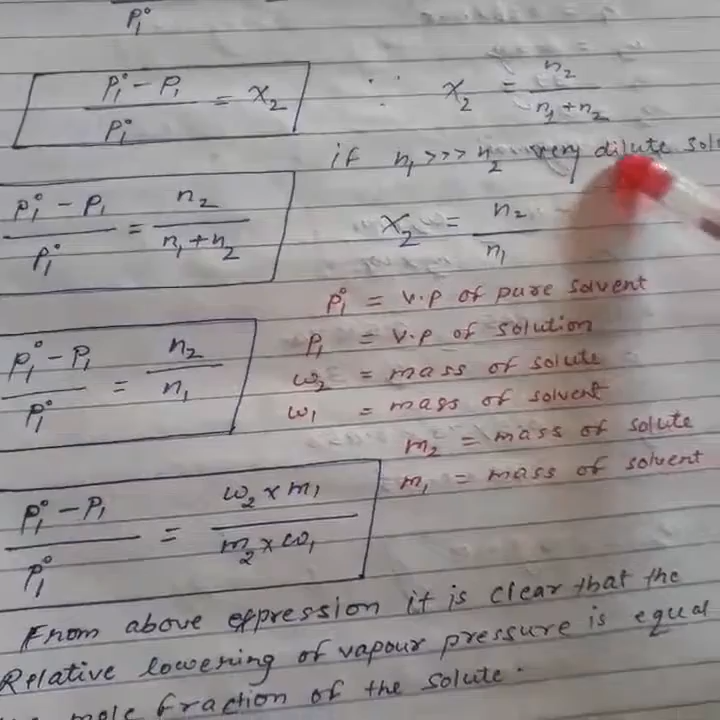 P₁°
(P₁° - P₁) / P₁° = x₂ ∵ x₂ = n₂ / (n₁ + n₂)
if n₁ >>> n₂ very dilute
(P₁° - P₁) / P₁° = n₂ / (n₁ + n₂) x₂ = n₂ / n₁
P₁° = v.p of pure solvent
P₁ = v.p of solution
(P₁° - P₁) / P₁° = n₂ / n₁ w₂ = mass of solute
w₁ = mass of solvent
m₂ = mass of solute
m₁ = mass of solvent
(P₁° - P₁) / P₁° = (w₂ x m₁) / (m₂ x w₁)
From above expression it is clear that the
Relative lowering of vapour pressure is equal
mole fraction of the solute.